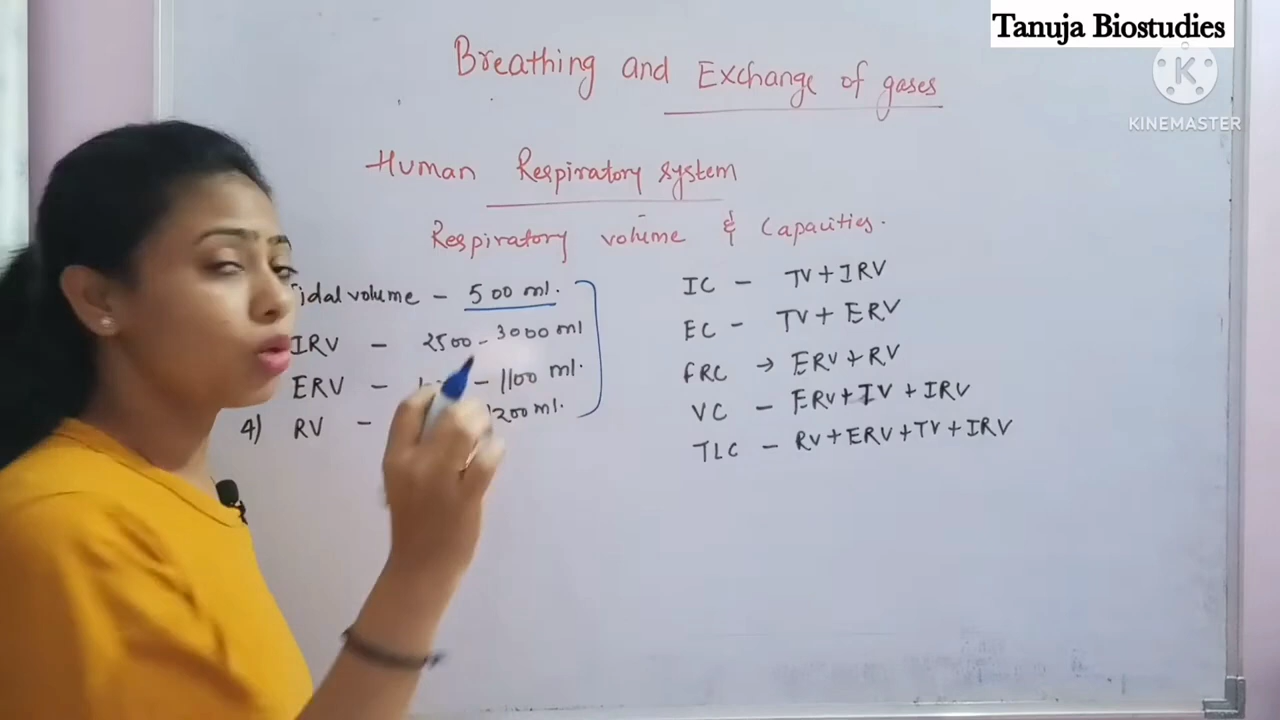 Tanuja Biostudies
KINEMASTER
Breathing and Exchange of gases
Human Respiratory system
Respiratory volume & Capacities.
idal volume - 500 ml.
IRV - 2500 - 3000 ml
ERV - - 1100 ml.
4) RV - 1200 ml.
IC - TV + IRV
EC - TV + ERV
FRC → ERV + RV
VC - ERV + IV + IRV
TLC - RV + ERV + TV + IRV